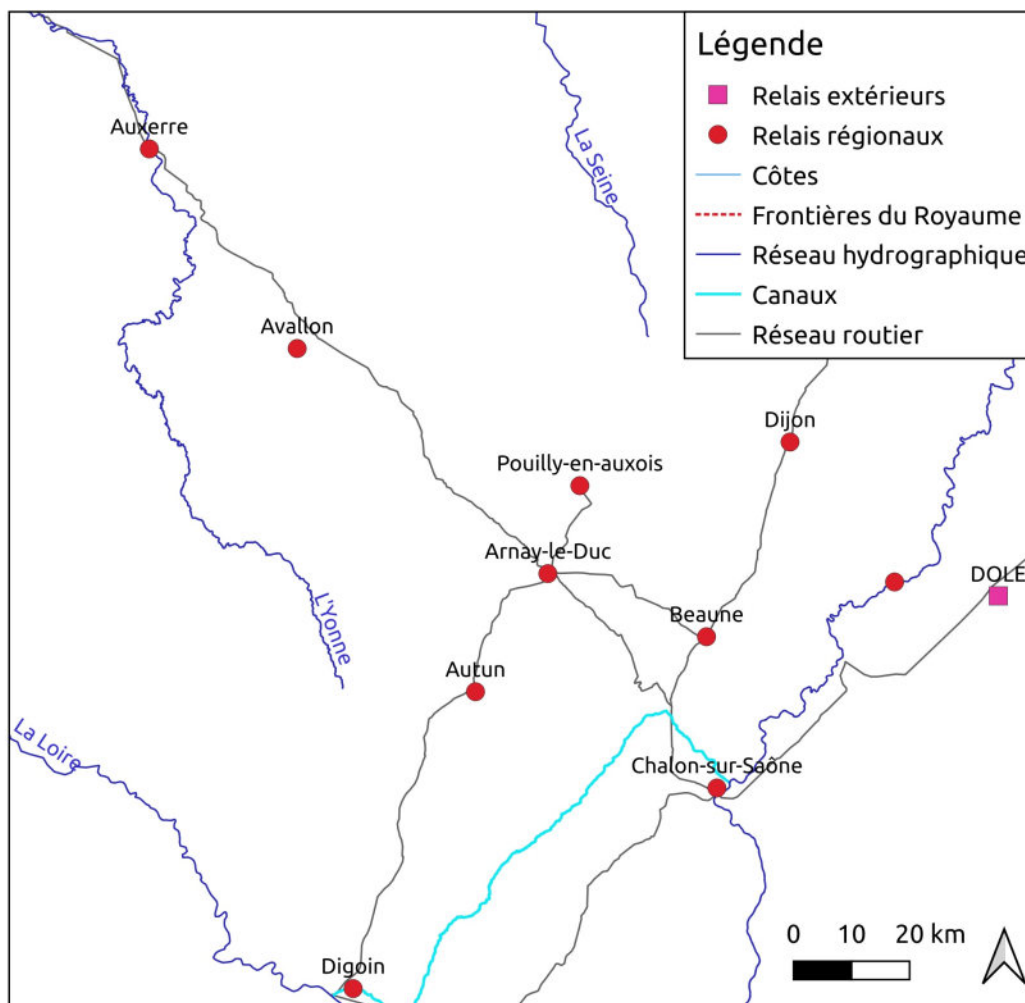 Légende
Relais extérieurs
Relais régionaux
Côtes
Frontières du Royaume
Réseau hydrographique
Canaux
Réseau routier
Auxerre
La Seine
Avallon
Dijon
Pouilly-en-auxois
Arnay-le-Duc
DOLE
L'Yonne
Beaune
Autun
La Loire
Chalon-sur-Saône
0 10 20 km
Digoin